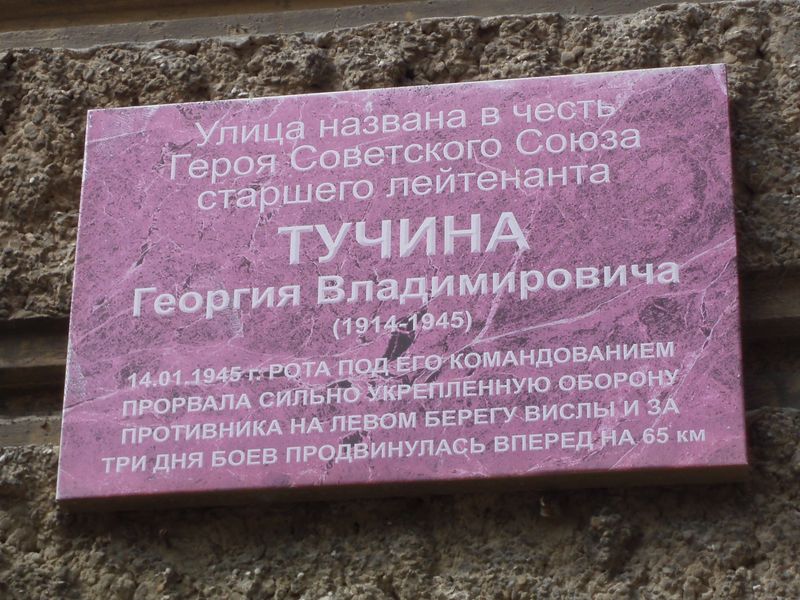 Улица названа в честь
Героя Советского Союза
старшего лейтенанта
ТУЧИНА
Георгия Владимировича
(1914-1945)
14.01.1945 г. РОТА ПОД ЕГО КОМАНДОВАНИЕМ
ПРОРВАЛА СИЛЬНО УКРЕПЛЕННУЮ ОБОРОНУ
ПРОТИВНИКА НА ЛЕВОМ БЕРЕГУ ВИСЛЫ И ЗА
ТРИ ДНЯ БОЕВ ПРОДВИНУЛАСЬ ВПЕРЕД НА 65 км